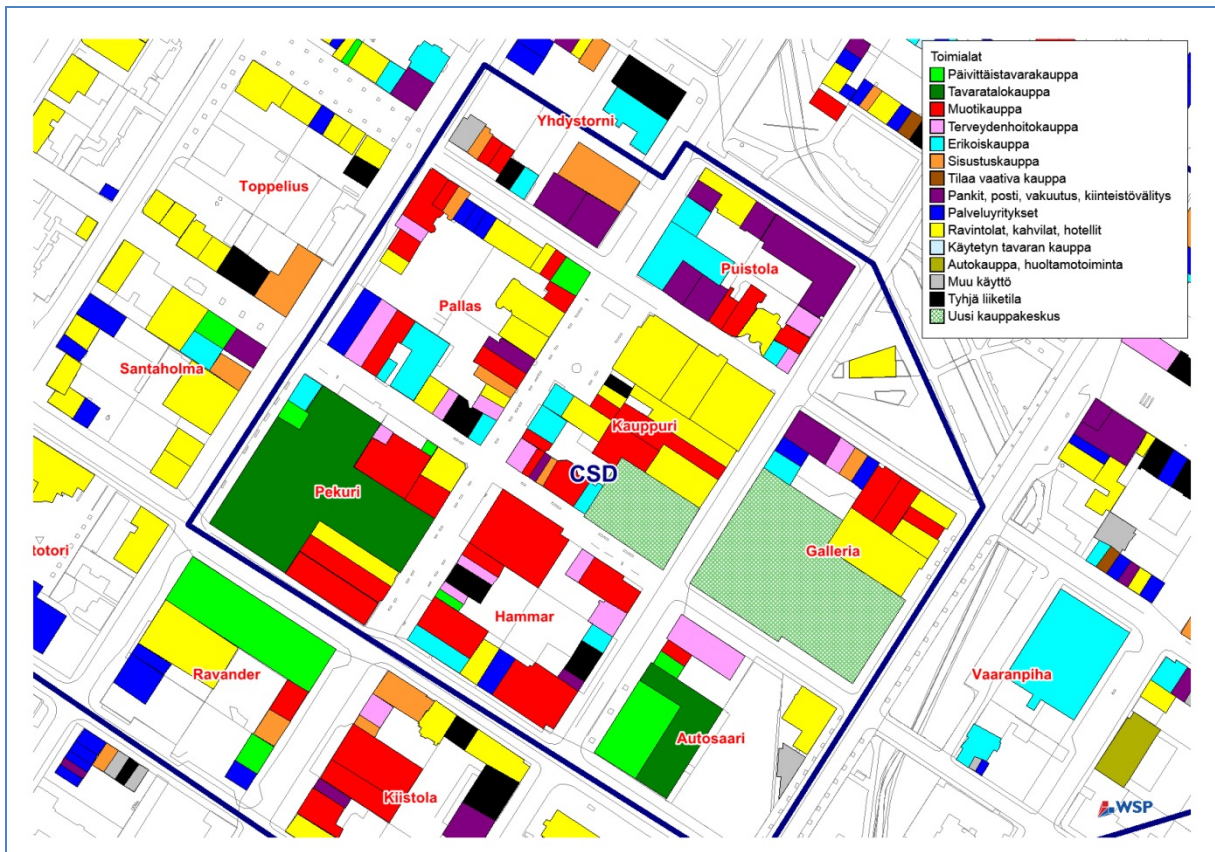 Toimialat
Päivittäistavarakauppa
Tavaratalokauppa
Muotikauppa
Terveydenhoitokauppa
Erikoiskauppa
Sisustuskauppa
Tilaa vaativa kauppa
Pankit, posti, vakuutus, kiinteistövälitys
Palveluyritykset
Ravintolat, kahvilat, hotellit
Käytetyn tavaran kauppa
Autokauppa, huoltamotoiminta
Muu käyttö
Tyhjä liiketila
Uusi kauppakeskus
Yhdystorni
Toppelius
Puistola
Pallas
Santaholma
Kauppuri
CSD
Pekuri
totori
Galleria
Hammar
Ravander
Vaaranpiha
Autosaari
Kiistola
WSP